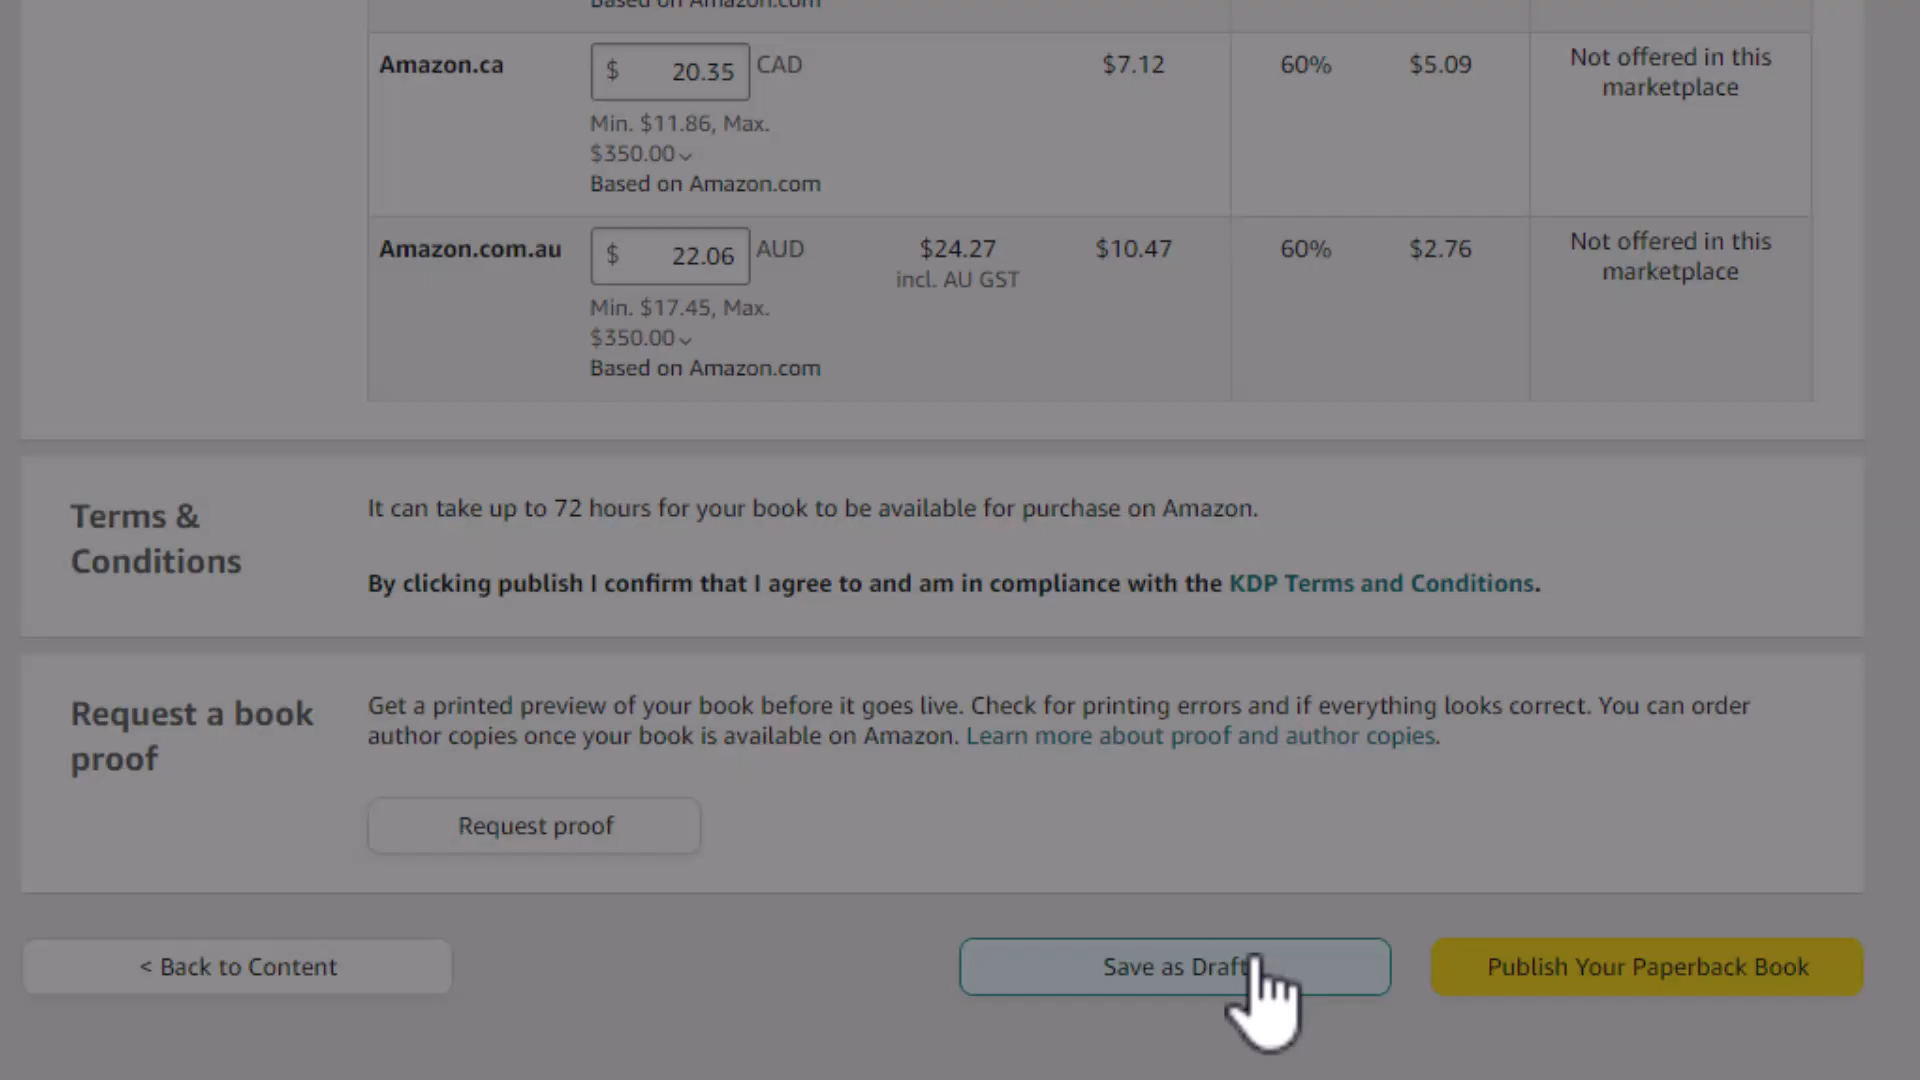 Based on Amazon.com
Amazon.ca
$ 20.35 CAD
$7.12
60%
$5.09
Not offered in this
marketplace
Min. $11.86, Max.
$350.00
Based on Amazon.com
Amazon.com.au
$ 22.06 AUD
$24.27
incl. AU GST
$10.47
60%
$2.76
Not offered in this
marketplace
Min. $17.45, Max.
$350.00
Based on Amazon.com
Terms &
Conditions
It can take up to 72 hours for your book to be available for purchase on Amazon.
By clicking publish I confirm that I agree to and am in compliance with the KDP Terms and Conditions.
Request a book
proof
Get a printed preview of your book before it goes live. Check for printing errors and if everything looks correct. You can order
author copies once your book is available on Amazon. Learn more about proof and author copies.
Request proof
< Back to Content
Save as Draft
Publish Your Paperback Book